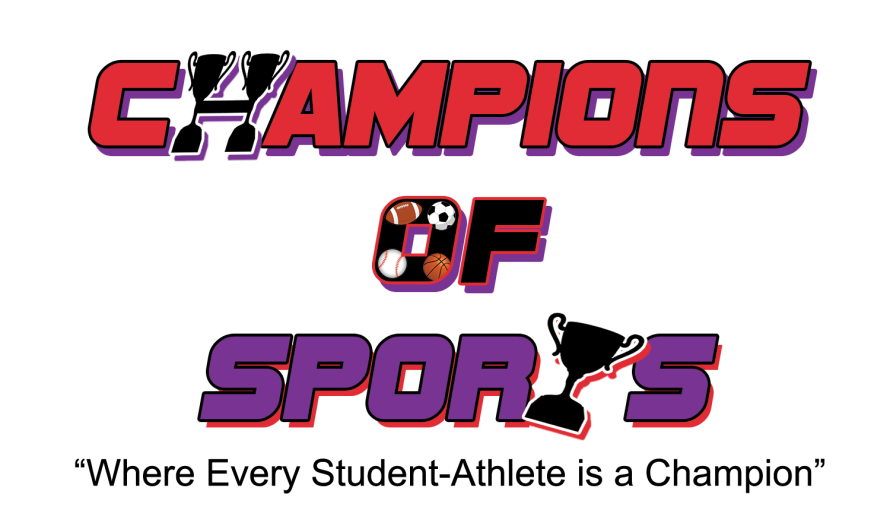 CHAMPIONS
OF
SPORTS
“Where Every Student-Athlete is a Champion”